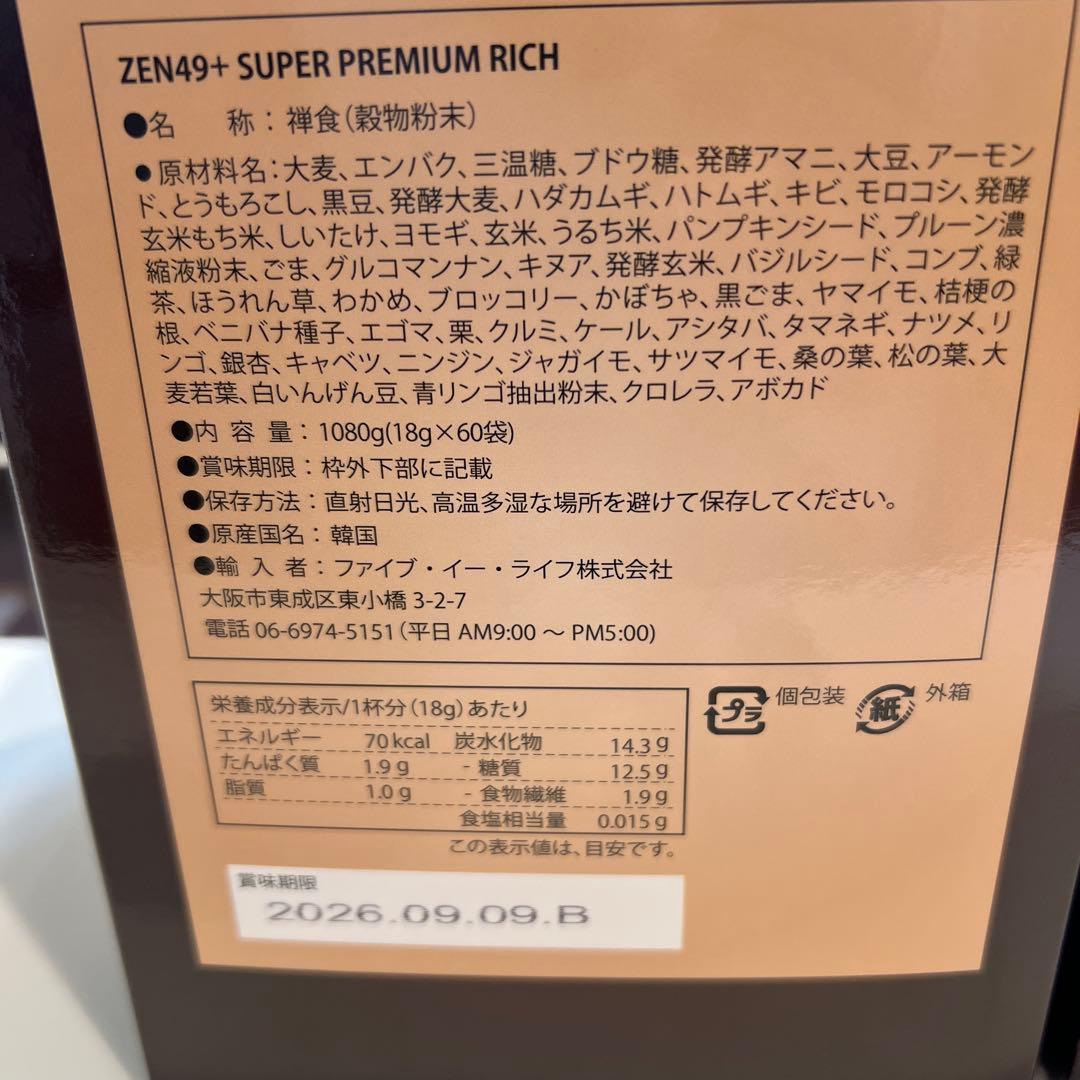 ZEN49+ SUPER PREMIUM RICH
●名　称：禅食(穀物粉末)
●原材料名：大麦、エンバク、三温糖、ブドウ糖、発酵アマニ、大豆、アーモン
ド、とうもろこし、黒豆、発酵大麦、ハダカムギ、ハトムギ、キビ、モロコシ、発酵
玄米もち米、しいたけ、ヨモギ、玄米、うるち米、パンプキンシード、プルーン濃
縮液粉末、ごま、グルコマンナン、キヌア、発酵玄米、バジルシード、コンブ、緑
茶、ほうれん草、わかめ、ブロッコリー、かぼちゃ、黒ごま、ヤマイモ、桔梗の
根、ベニバナ種子、エゴマ、栗、クルミ、ケール、アシタバ、タマネギ、ナツメ、リ
ンゴ、銀杏、キャベツ、ニンジン、ジャガイモ、サツマイモ、桑の葉、松の葉、大
麦若葉、白いんげん豆、青リンゴ抽出粉末、クロレラ、アボカド
●内容量：1080g(18g×60袋)
●賞味期限：枠外下部に記載
●保存方法：直射日光、高温多湿な場所を避けて保存してください。
●原産国名：韓国
●輸入者：ファイブ・イー・ライフ株式会社
大阪市東成区東小橋 3-2-7
電話 06-6974-5151(平日 AM9:00 ～ PM5:00)
栄養成分表示/1杯分(18g)あたり
エネルギー 70kcal 炭水化物 14.3g
たんぱく質 1.9g - 糖質 12.5g
脂質 1.0g - 食物繊維 1.9g
食塩相当量 0.015g
この表示値は、目安です。
プラ 個包装 紙 外箱
賞味期限
2026.09.09.B